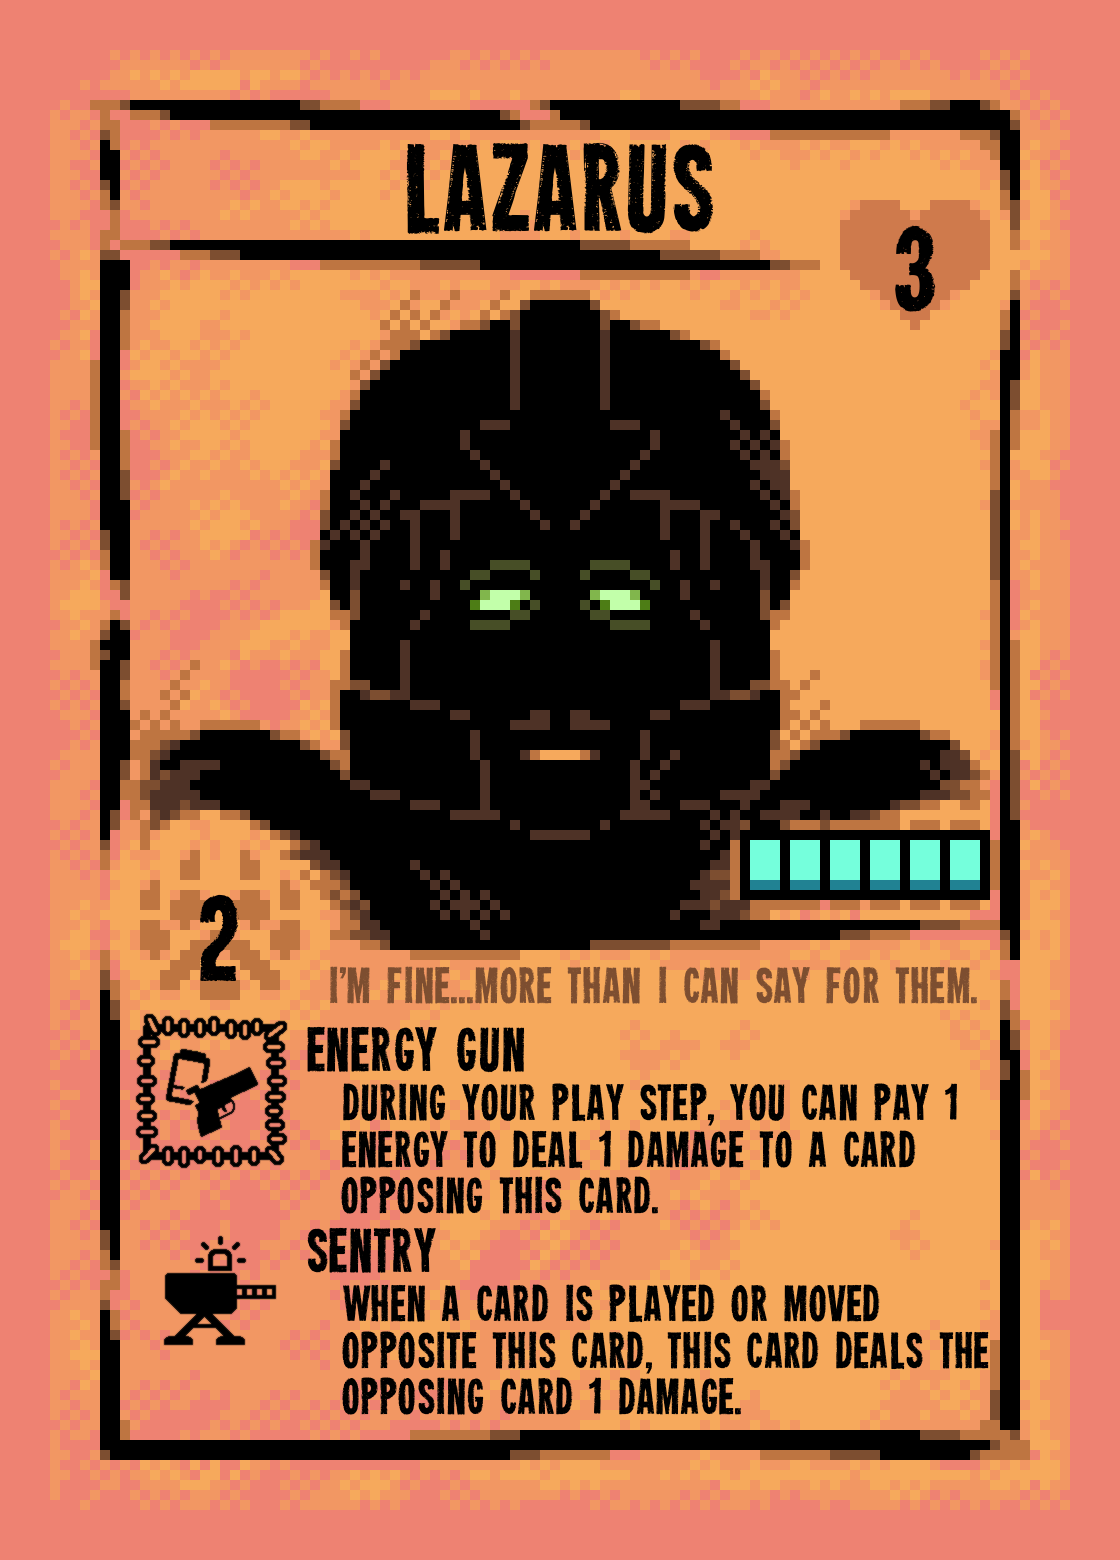 LAZARUS
3
2
I'M FINE...MORE THAN I CAN SAY FOR THEM.
ENERGY GUN
DURING YOUR PLAY STEP, YOU CAN PAY 1
ENERGY TO DEAL 1 DAMAGE TO A CARD
OPPOSING THIS CARD.
SENTRY
WHEN A CARD IS PLAYED OR MOVED
OPPOSITE THIS CARD, THIS CARD DEALS THE
OPPOSING CARD 1 DAMAGE.